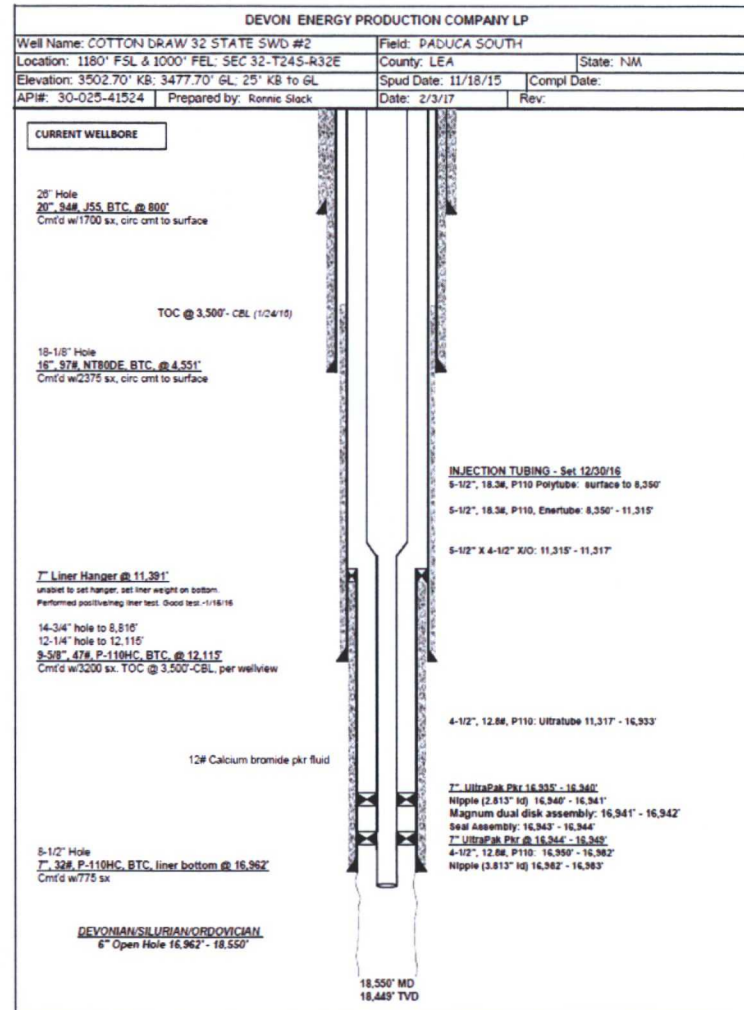 DEVON ENERGY PRODUCTION COMPANY LP
Well Name: COTTON DRAW 32 STATE SWD #2 Field: PADUCA SOUTH
Location: 1180' FSL & 1000' FEL; SEC 32-T24S-R32E County: LEA State: NM
Elevation: 3502.70' KB; 3477.70' GL; 25' KB to GL Spud Date: 11/18/15 Compl Date:
API#: 30-025-41524 Prepared by: Ronnie Slack Date: 2/3/17 Rev:
CURRENT WELLBORE
26" Hole
20", 94#, J55, BTC, @ 800'
Cmt'd w/1700 sx, circ cmt to surface
TOC @ 3,500'- CBL (1/24/16)
18-1/8" Hole
16", 97#, NT80DE, BTC, @ 4,551'
Cmt'd w/2375 sx, circ cmt to surface
INJECTION TUBING - Set 12/30/16
5-1/2", 18.3#, P110 Polytube: surface to 8,350'
5-1/2", 18.3#, P110, Enertube: 8,350' - 11,315'
5-1/2" X 4-1/2" X/O: 11,315' - 11,317'
7" Liner Hanger @ 11,391'
unablet to set hanger, set liner weight on bottom.
Performed positive/neg liner test. Good test.-1/16/16
14-3/4" hole to 8,816'
12-1/4" hole to 12,115'
9-5/8", 47#, P-110HC, BTC, @ 12,115'
Cmt'd w/3200 sx. TOC @ 3,500'-CBL, per wellview
4-1/2", 12.8#, P110: Ultratube 11,317' - 16,933'
12# Calcium bromide pkr fluid
7", UltraPak Pkr 16,935' - 16,940'
Nipple (2.813" id) 16,940' - 16,941'
Magnum dual disk assembly: 16,941' - 16,942'
Seal Assembly: 16,943' - 16,944'
7" UltraPak Pkr @ 16,944' - 16,949'
4-1/2", 12.8#, P110: 16,950' - 16,982'
Nipple (3.813" id) 16,982' - 16,983'
8-1/2" Hole
7", 32#, P-110HC, BTC, liner bottom @ 16,962'
Cmt'd w/775 sx
DEVONIAN/SILURIAN/ORDOVICIAN
6" Open Hole 16,962' - 18,550'
18,550' MD
18,449' TVD